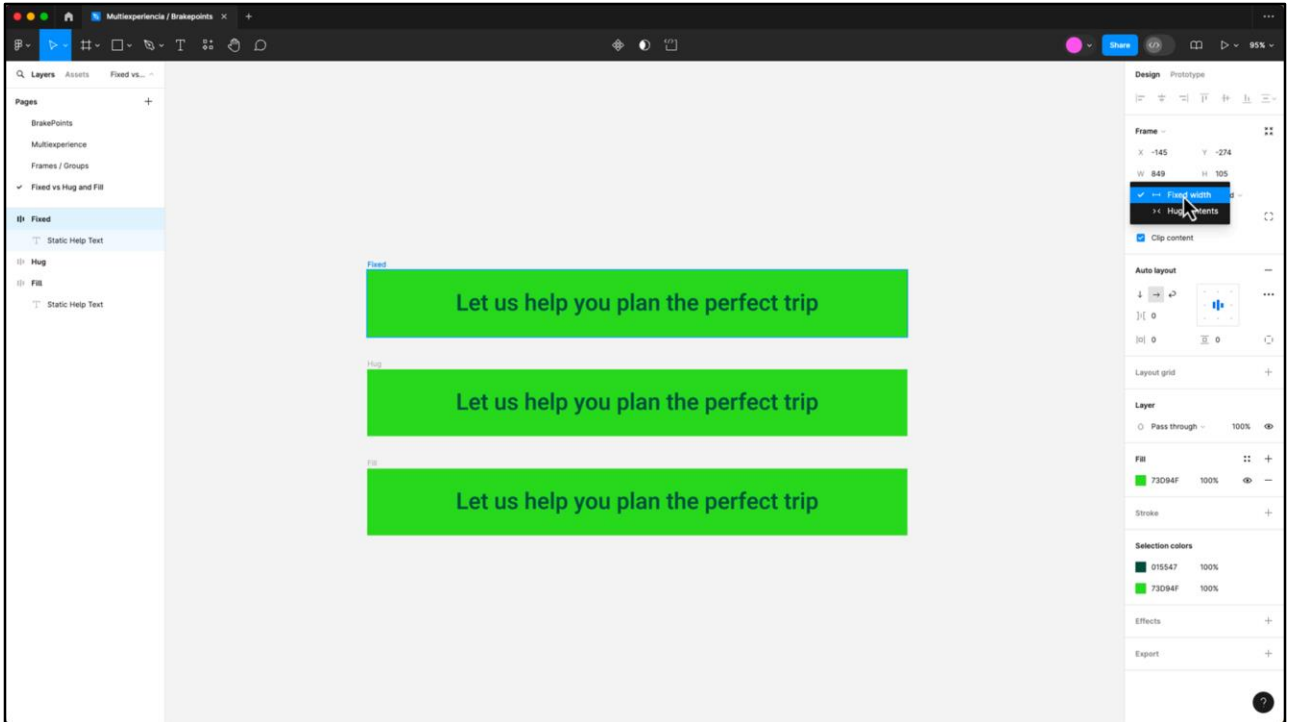 Multiexperiencia / Brakepoints
Share
95%
Layers Assets Fixed vs...
Pages
BrakePoints
Multiexperience
Frames / Groups
Fixed vs Hug and Fill
Fixed
Static Help Text
Hug
Fill
Static Help Text
Fixed
Let us help you plan the perfect trip
Hug
Let us help you plan the perfect trip
Fill
Let us help you plan the perfect trip
Design Prototype
Frame
X -145 Y -274
W 849 H 105
Fixed width
Clip content
Auto layout
0
0 0
Layout grid
Layer
Pass through 100%
Fill
73D94F 100%
Stroke
Selection colors
015547 100%
73D94F 100%
Effects
Export
?